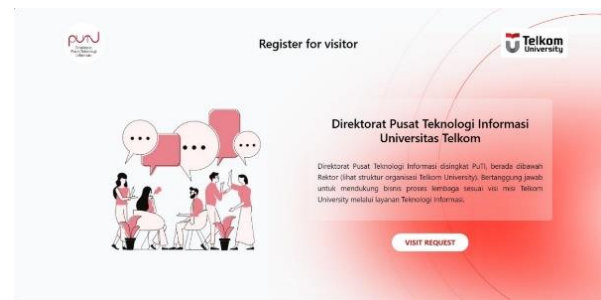 PUTI
Register for visitor
Telkom
University
Direktorat Pusat Teknologi Informasi
Universitas Telkom
Direktorat Pusat Teknologi Informasi disingkat PuTI, berada dibawah
Rektor (lihat struktur organisasi Telkom University). Bertanggung jawab
untuk mendukung bisnis proses lembaga sesuai visi misi Telkom
University melalui layanan Teknologi Informasi.
VISIT REQUEST